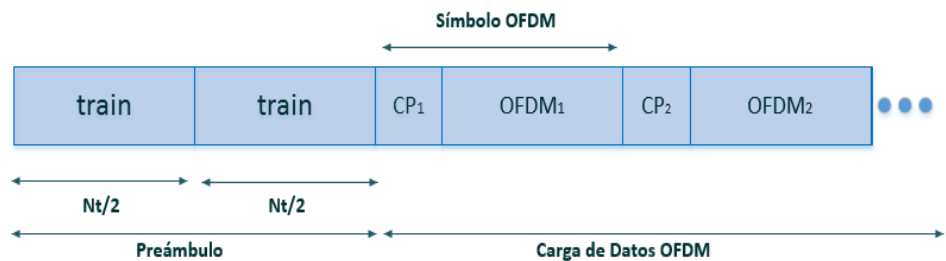 Símbolo OFDM
train train CP₁ OFDM₁ CP₂ OFDM₂
Nt/2 Nt/2
Preámbulo Carga de Datos OFDM